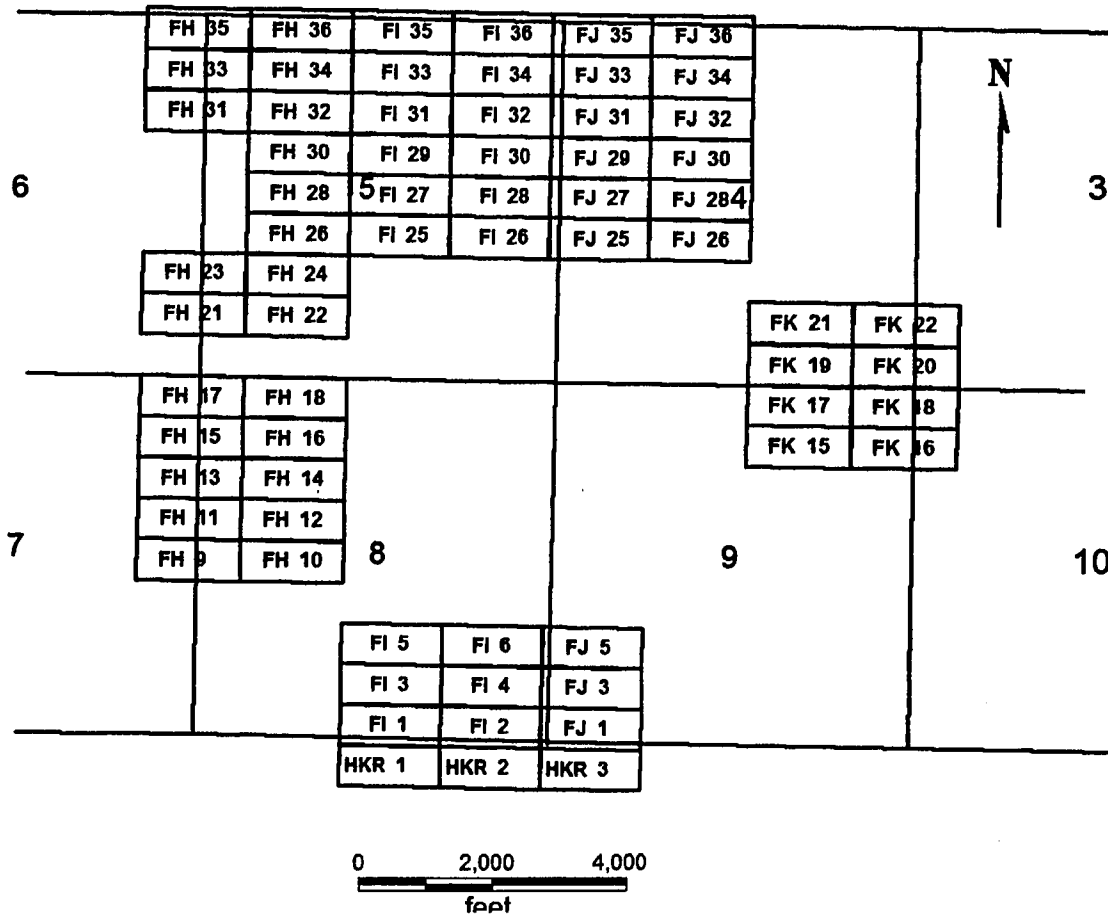 FH 35 FH 36 FI 35 FI 36 FJ 35 FJ 36
FH 33 FH 34 FI 33 FI 34 FJ 33 FJ 34
N
FH 31 FH 32 FI 31 FI 32 FJ 31 FJ 32
FH 30 FI 29 FI 30 FJ 29 FJ 30
6 FH 28 5 FI 27 FI 28 FJ 27 FJ 28 4 3
FH 26 FI 25 FI 26 FJ 25 FJ 26
FH 23 FH 24
FH 21 FH 22 FK 21 FK 22
FK 19 FK 20
FH 17 FH 18 FK 17 FK 18
FH 15 FH 16 FK 15 FK 16
FH 13 FH 14
FH 11 FH 12
7 FH 9 FH 10 8 9 10
FI 5 FI 6 FJ 5
FI 3 FI 4 FJ 3
FI 1 FI 2 FJ 1
HKR 1 HKR 2 HKR 3
0 2,000 4,000
feet